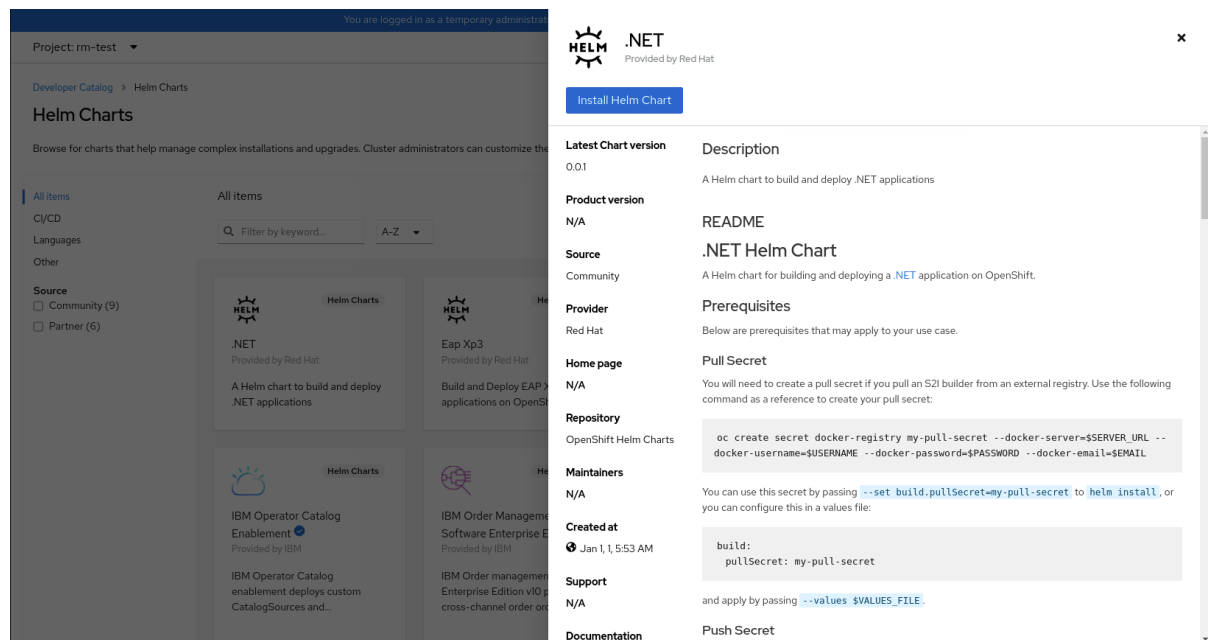 You are logged in as a temporary administrat
Project: rm-test
Developer Catalog > Helm Charts
Helm Charts
Browse for charts that help manage complex installations and upgrades. Cluster administrators can customize the
All items
CI/CD
Languages
Other
Source
Community (9)
Partner (6)
All items
Filter by keyword...
A-Z
HELM
Helm Charts
.NET
Provided by Red Hat
A Helm chart to build and deploy
.NET applications
HELM
He
Eap Xp3
Provided by Red Hat
Build and Deploy EAP X
applications on OpenSh
Helm Charts
IBM Operator Catalog
Enablement
Provided by IBM
IBM Operator Catalog
enablement deploys custom
CatalogSources and...
He
IBM Order Manageme
Software Enterprise E
Provided by IBM
IBM Order managemen
Enterprise Edition v10 p
cross-channel order orc
HELM
.NET
Provided by Red Hat
Install Helm Chart
Latest Chart version
0.0.1
Product version
N/A
Source
Community
Provider
Red Hat
Home page
N/A
Repository
OpenShift Helm Charts
Maintainers
N/A
Created at
Jan 1, 1, 5:53 AM
Support
N/A
Documentation
Description
A Helm chart to build and deploy .NET applications
README
.NET Helm Chart
A Helm chart for building and deploying a .NET application on OpenShift.
Prerequisites
Below are prerequisites that may apply to your use case.
Pull Secret
You will need to create a pull secret if you pull an S2I builder from an external registry. Use the following
command as a reference to create your pull secret:
oc create secret docker-registry my-pull-secret --docker-server=$SERVER_URL --
docker-username=$USERNAME --docker-password=$PASSWORD --docker-email=$EMAIL
You can use this secret by passing --set build.pullSecret=my-pull-secret to helm install, or
you can configure this in a values file:
build:
pullSecret: my-pull-secret
and apply by passing --values $VALUES_FILE.
Push Secret